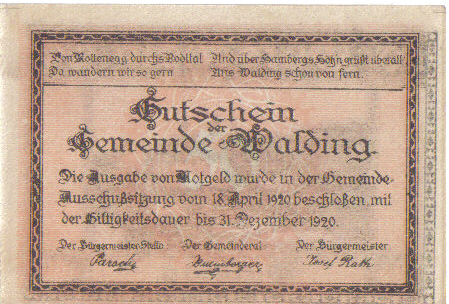 Von Rottenegg durchs Rodltal Und über Hambergs Höhn grüßt überall
Da wandern wir so gern Uns Walding schon von fern.
Gutschein
der
Gemeinde Walding.
Die Ausgabe von Notgeld wurde in der Gemeinde-
Ausschußsitzung vom 18. April 1920 beschloßen, mit
der Giltigkeitsdauer bis 31. Dezember 1920.
Der Bürgermeister-Stellv. Der Gemeinderat Der Bürgermeister
Josef Rath